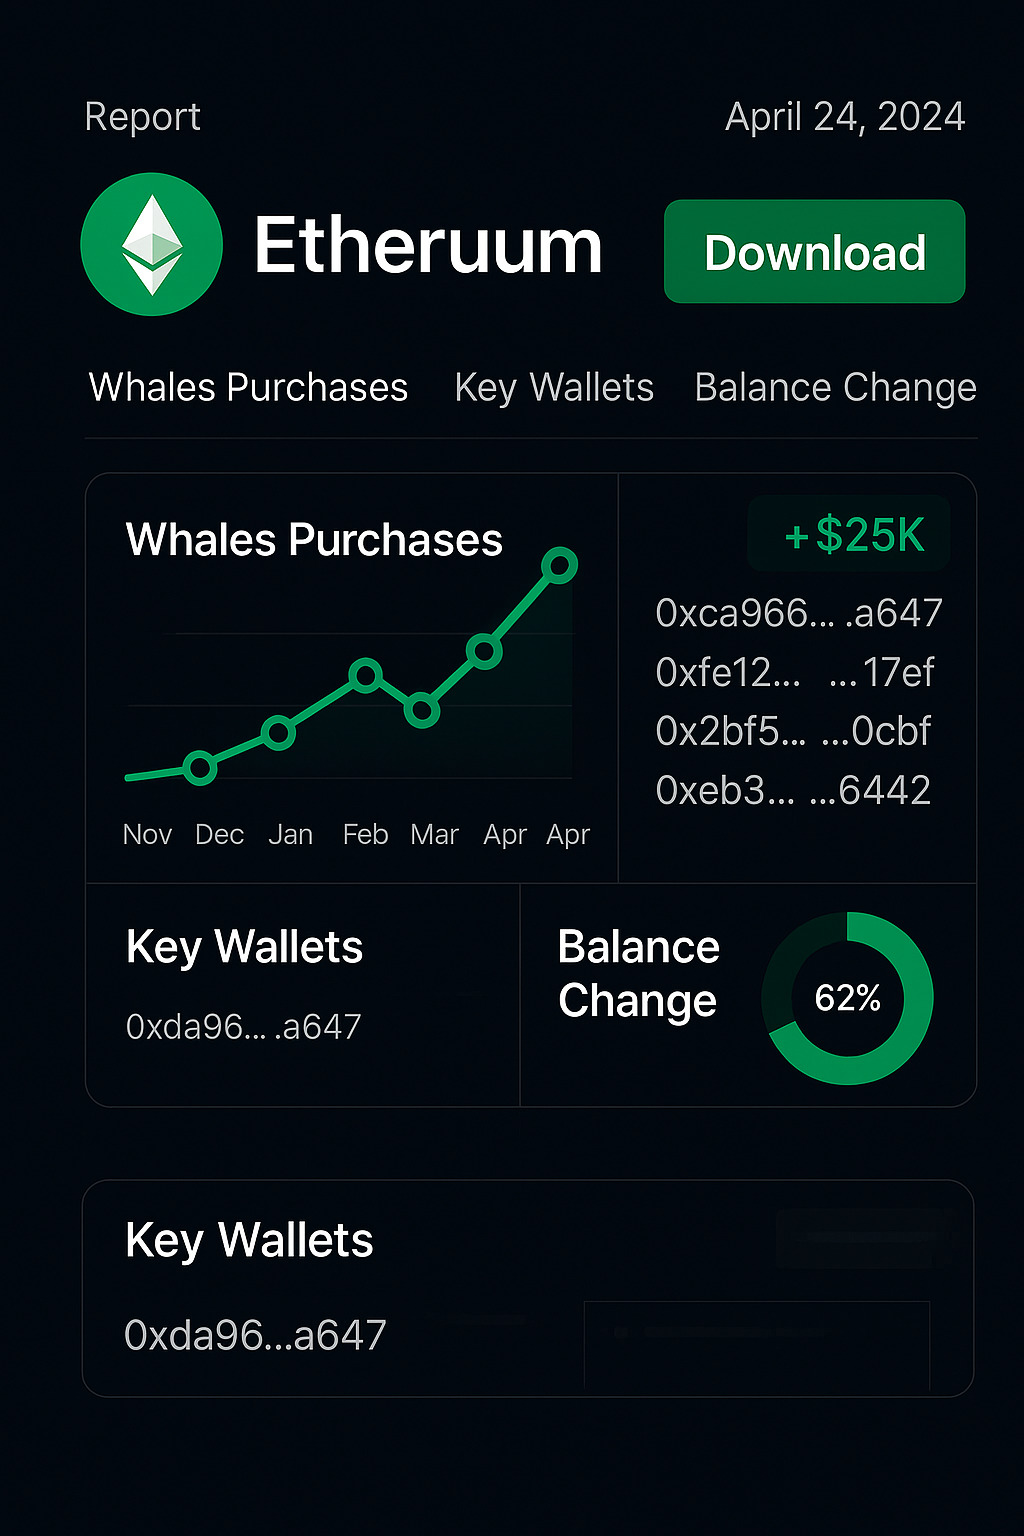 Report
April 24, 2024
Etheruum
Download
Whales Purchases Key Wallets Balance Change
Whales Purchases
Nov Dec Jan Feb Mar Apr Apr
+$25K
0xca966... .a647
0xfe12... ...17ef
0x2bf5... ...0cbf
0xeb3... ...6442
Key Wallets
0xda96... .a647
Balance
Change
62%
Key Wallets
0xda96...a647